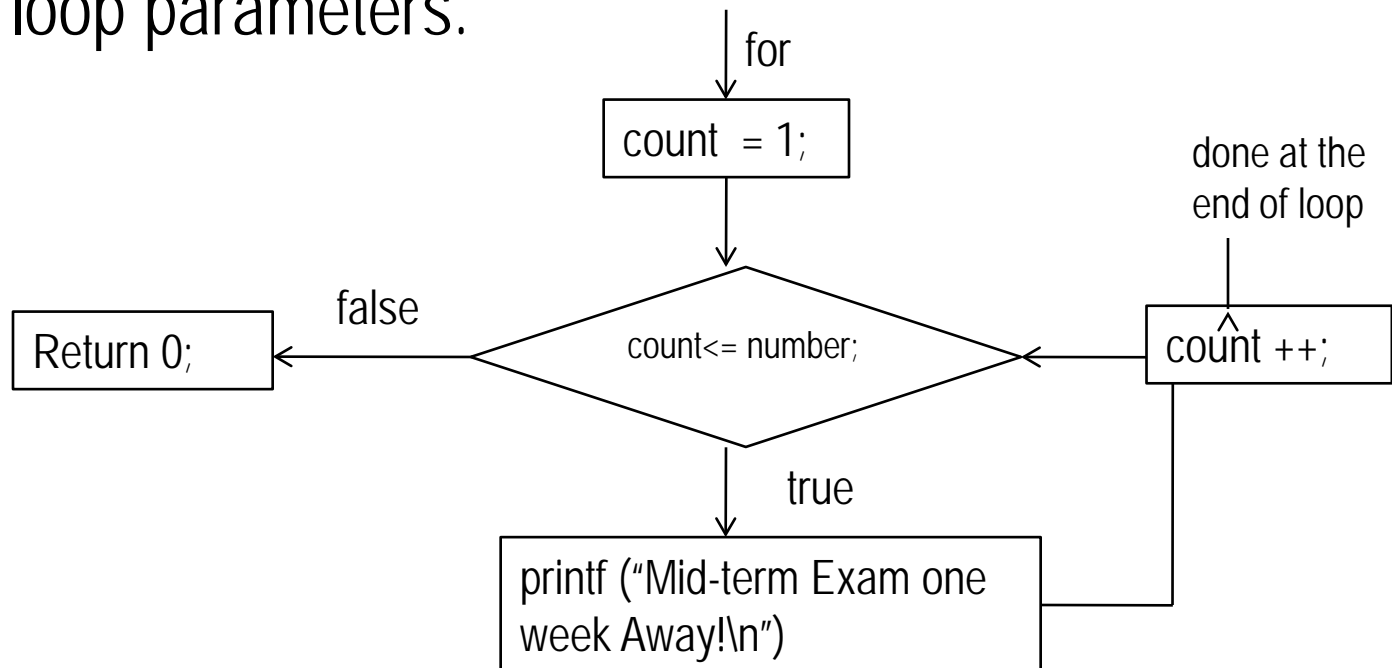 loop parameters.
for
count = 1;
done at the
end of loop
false
Return 0;
count<= number;
count ++;
true
printf (“Mid-term Exam one
week Away!\n”)